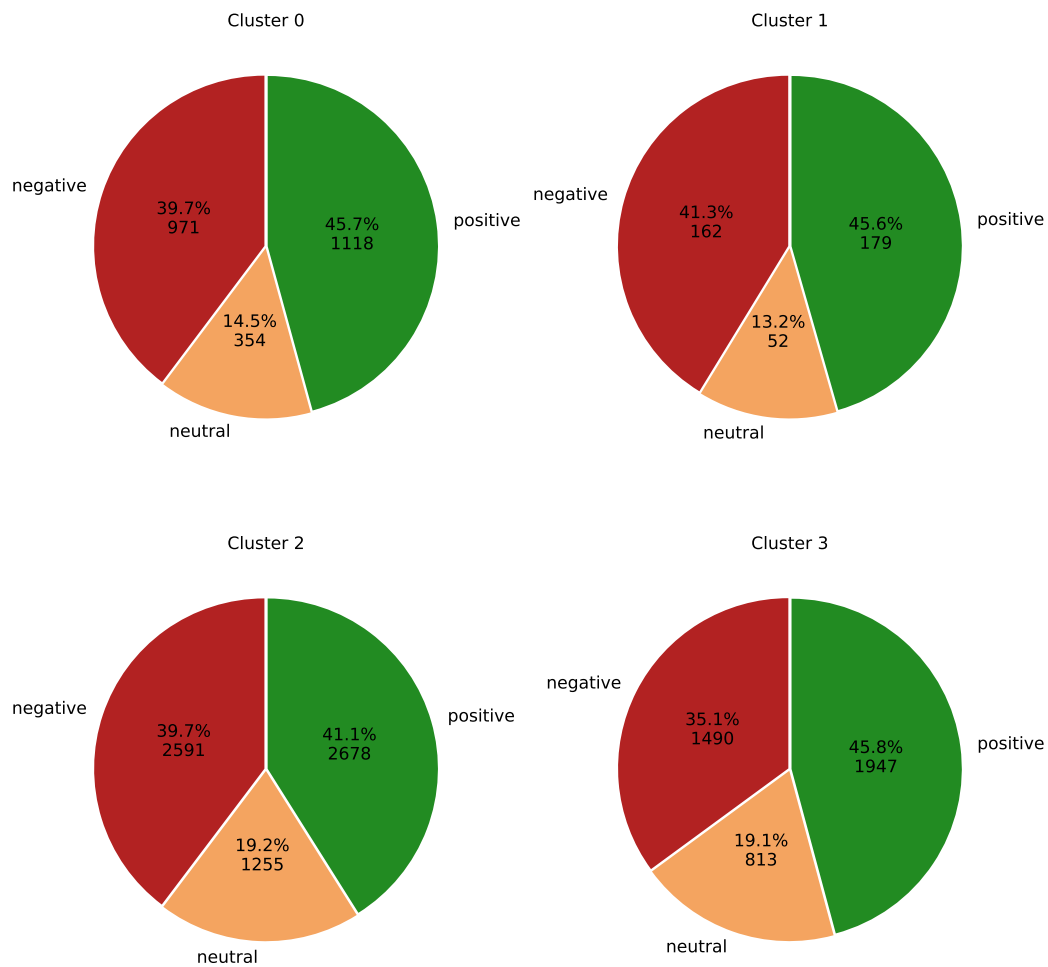 Cluster 0
negative
39.7%
971
45.7%
1118
positive
14.5%
354
neutral
Cluster 1
negative
41.3%
162
45.6%
179
positive
13.2%
52
neutral
Cluster 2
negative
39.7%
2591
41.1%
2678
positive
19.2%
1255
neutral
Cluster 3
negative
35.1%
1490
45.8%
1947
positive
19.1%
813
neutral